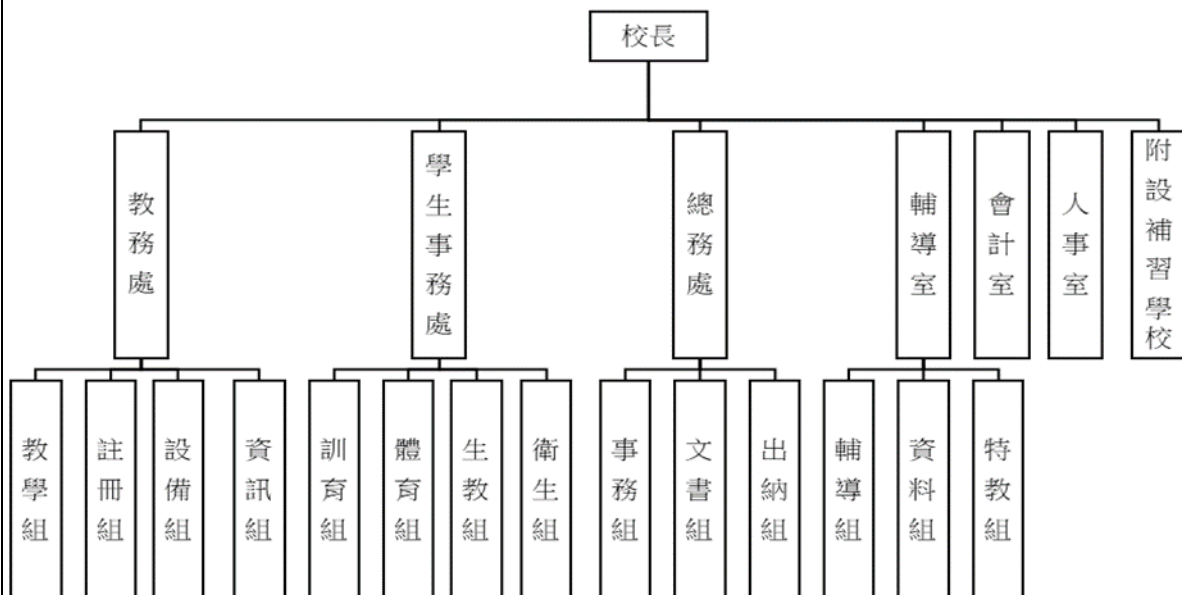 校長
教務處
學生事務處
總務處
輔導室
會計室
人事室
附設補習學校
教學組
註冊組
設備組
資訊組
訓育組
體育組
生教組
衛生組
事務組
文書組
出納組
輔導組
資料組
特教組